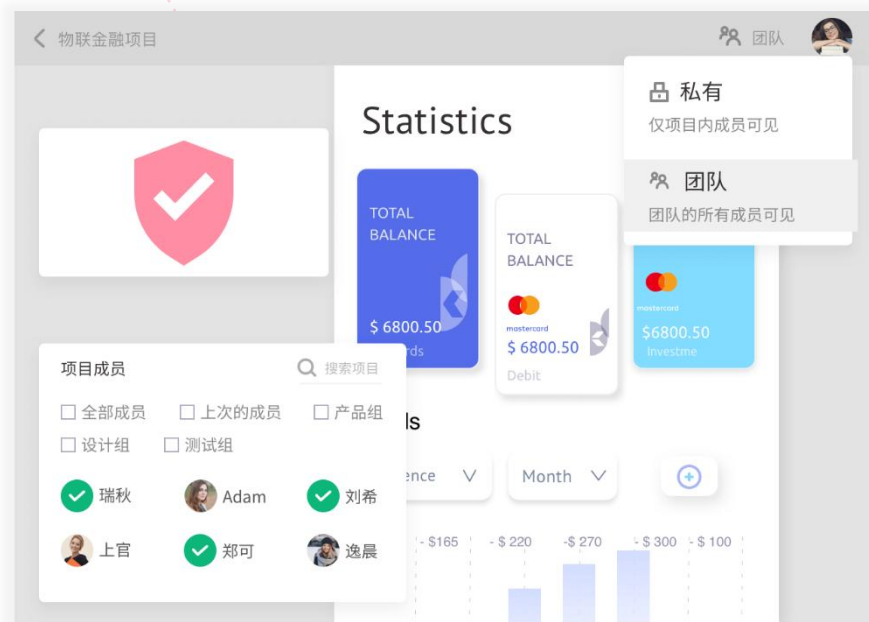 物联金融项目
团队
私有
仅项目内成员可见
团队
团队的所有成员可见
Statistics
TOTAL
BALANCE
$ 6800.50
TOTAL
BALANCE
mastercard
$ 6800.50
Debit
mastercard
$6800.50
Investme
项目成员
搜索项目
全部成员 上次的成员 产品组
设计组 测试组
瑞秋 Adam 刘希
上官 郑可 逸晨
Month
- $165 - $ 220 -$ 270 - $ 300 - $ 100